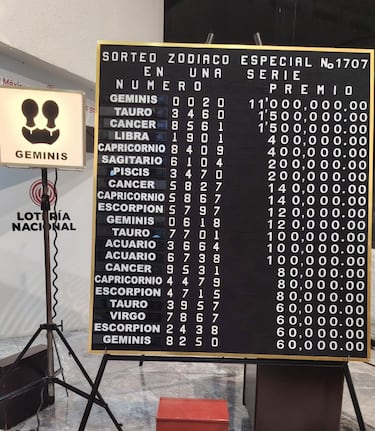 SORTEO ZODIACO ESPECIAL No1707
EN UNA SERIE
NUMERO PREMIO
GEMINIS 0020 11'000,000.00
TAURO 3460 1'500,000.00
CANCER 8561 1'500,000.00
LIBRA 1901 400,000.00
CAPRICORNIO 8409 400,000.00
SAGITARIO 6104 200,000.00
PISCIS 3470 200,000.00
CANCER 5827 140,000.00
CAPRICORNIO 5867 140,000.00
ESCORPION 5797 120,000.00
GEMINIS 0618 120,000.00
TAURO 7701 100,000.00
ACUARIO 3664 100,000.00
ACUARIO 6738 100,000.00
CANCER 9531 80,000.00
CAPRICORNIO 4479 80,000.00
ESCORPION 4715 80,000.00
TAURO 3957 60,000.00
VIRGO 7867 60,000.00
ESCORPION 2438 60,000.00
GEMINIS 8250 60,000.00
GEMINIS
LOTERÍA
NACIONAL